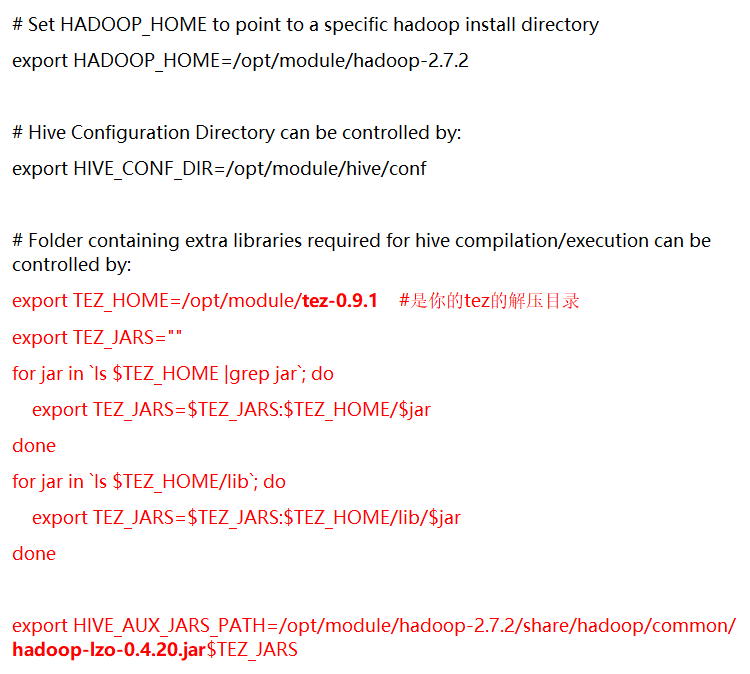 # Set HADOOP_HOME to point to a specific hadoop install directory
export HADOOP_HOME=/opt/module/hadoop-2.7.2
# Hive Configuration Directory can be controlled by:
export HIVE_CONF_DIR=/opt/module/hive/conf
# Folder containing extra libraries required for hive compilation/execution can be
controlled by:
export TEZ_HOME=/opt/module/tez-0.9.1    #是你的tez的解压目录
export TEZ_JARS=""
for jar in `ls $TEZ_HOME |grep jar`; do
    export TEZ_JARS=$TEZ_JARS:$TEZ_HOME/$jar
done
for jar in `ls $TEZ_HOME/lib`; do
    export TEZ_JARS=$TEZ_JARS:$TEZ_HOME/lib/$jar
done
export HIVE_AUX_JARS_PATH=/opt/module/hadoop-2.7.2/share/hadoop/common/
hadoop-lzo-0.4.20.jar$TEZ_JARS